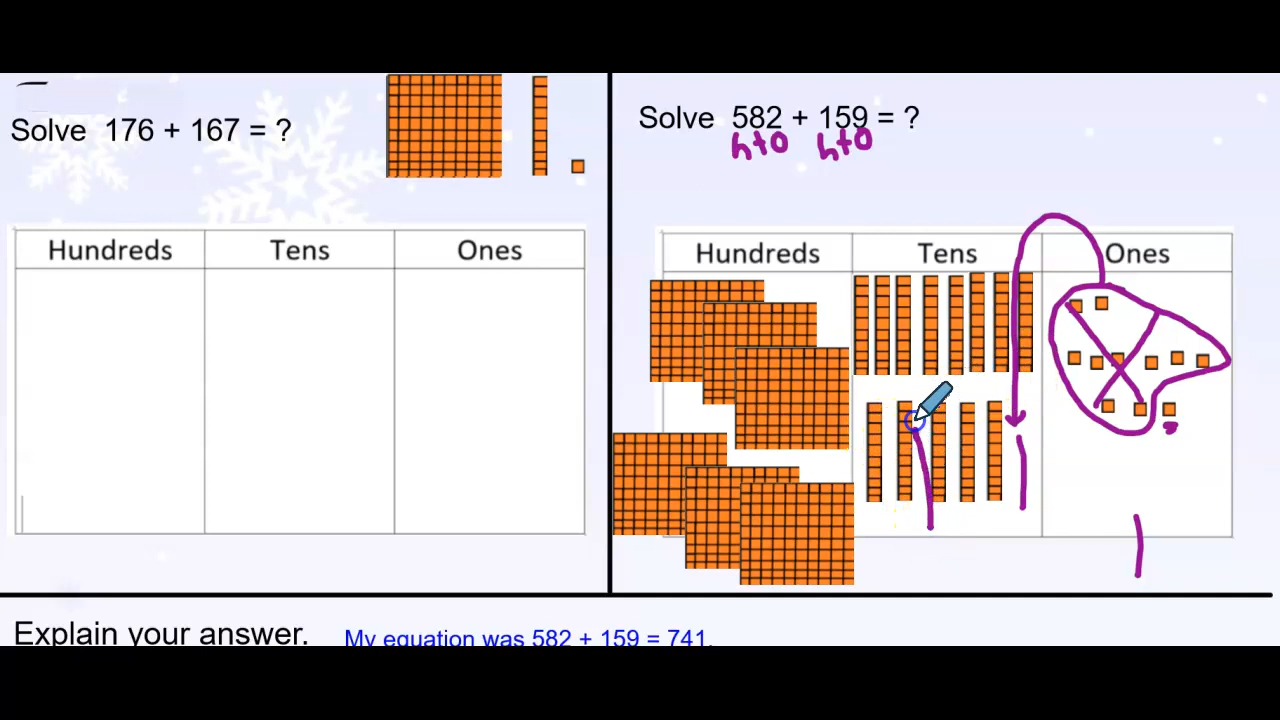 Solve 176 + 167 = ?
Hundreds Tens Ones
Solve 582 + 159 = ?
hto hto
Hundreds Tens Ones
1
Explain your answer.
My equation was 582 + 159 = 741.